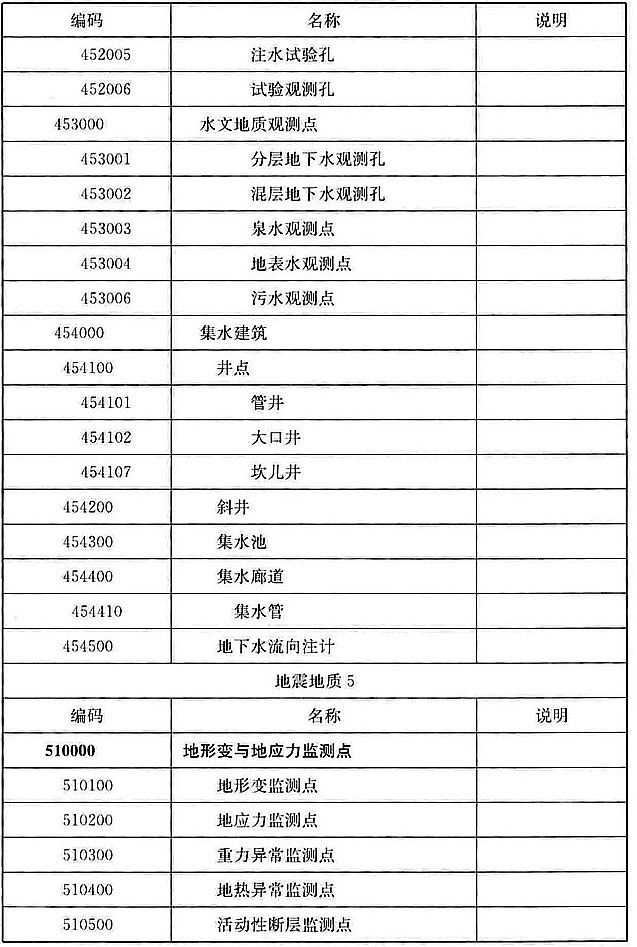 编码 名称 说明
452005 注水试验孔
452006 试验观测孔
453000 水文地质观测点
453001 分层地下水观测孔
453002 混层地下水观测孔
453003 泉水观测点
453004 地表水观测点
453006 污水观测点
454000 集水建筑
454100 井点
454101 管井
454102 大口井
454107 坎儿井
454200 斜井
454300 集水池
454400 集水廊道
454410 集水管
454500 地下水流向注计
地震地质 5
编码 名称 说明
510000 地形变与地应力监测点
510100 地形变监测点
510200 地应力监测点
510300 重力异常监测点
510400 地热异常监测点
510500 活动性断层监测点